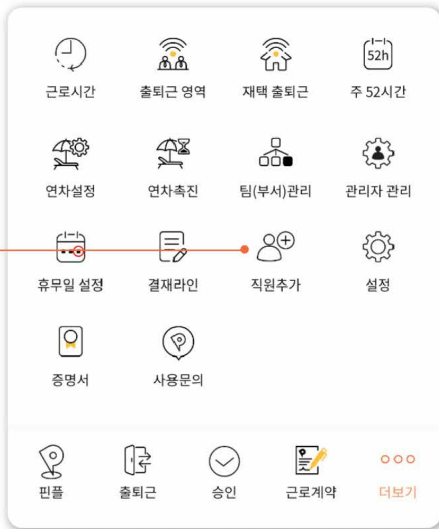 근로시간 출퇴근 영역 재택 출퇴근 52h 주 52시간
연차설정 연차촉진 팀(부서)관리 관리자 관리
휴무일 설정 결재라인 직원추가 설정
증명서 사용문의
핀플 출퇴근 승인 근로계약 더보기